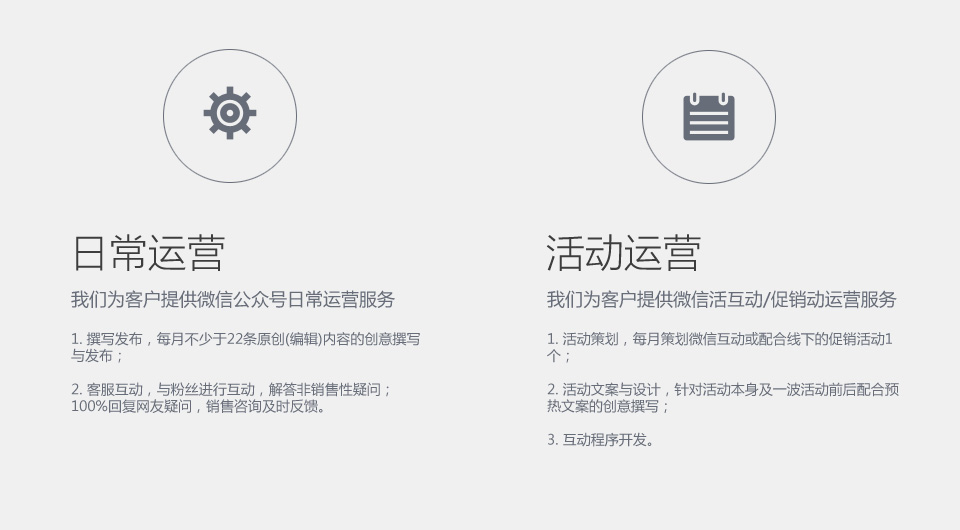 日常运营
我们为客户提供微信公众号日常运营服务
1. 撰写发布，每月不少于22条原创(编辑)内容的创意撰写
与发布；
2. 客服互动，与粉丝进行互动，解答非销售性疑问；
100%回复网友疑问，销售咨询及时反馈。
活动运营
我们为客户提供微信活互动/促销动运营服务
1. 活动策划，每月策划微信互动或配合线下的促销活动1
个；
2. 活动文案与设计，针对活动本身及一波活动前后配合预
热文案的创意撰写；
3. 互动程序开发。